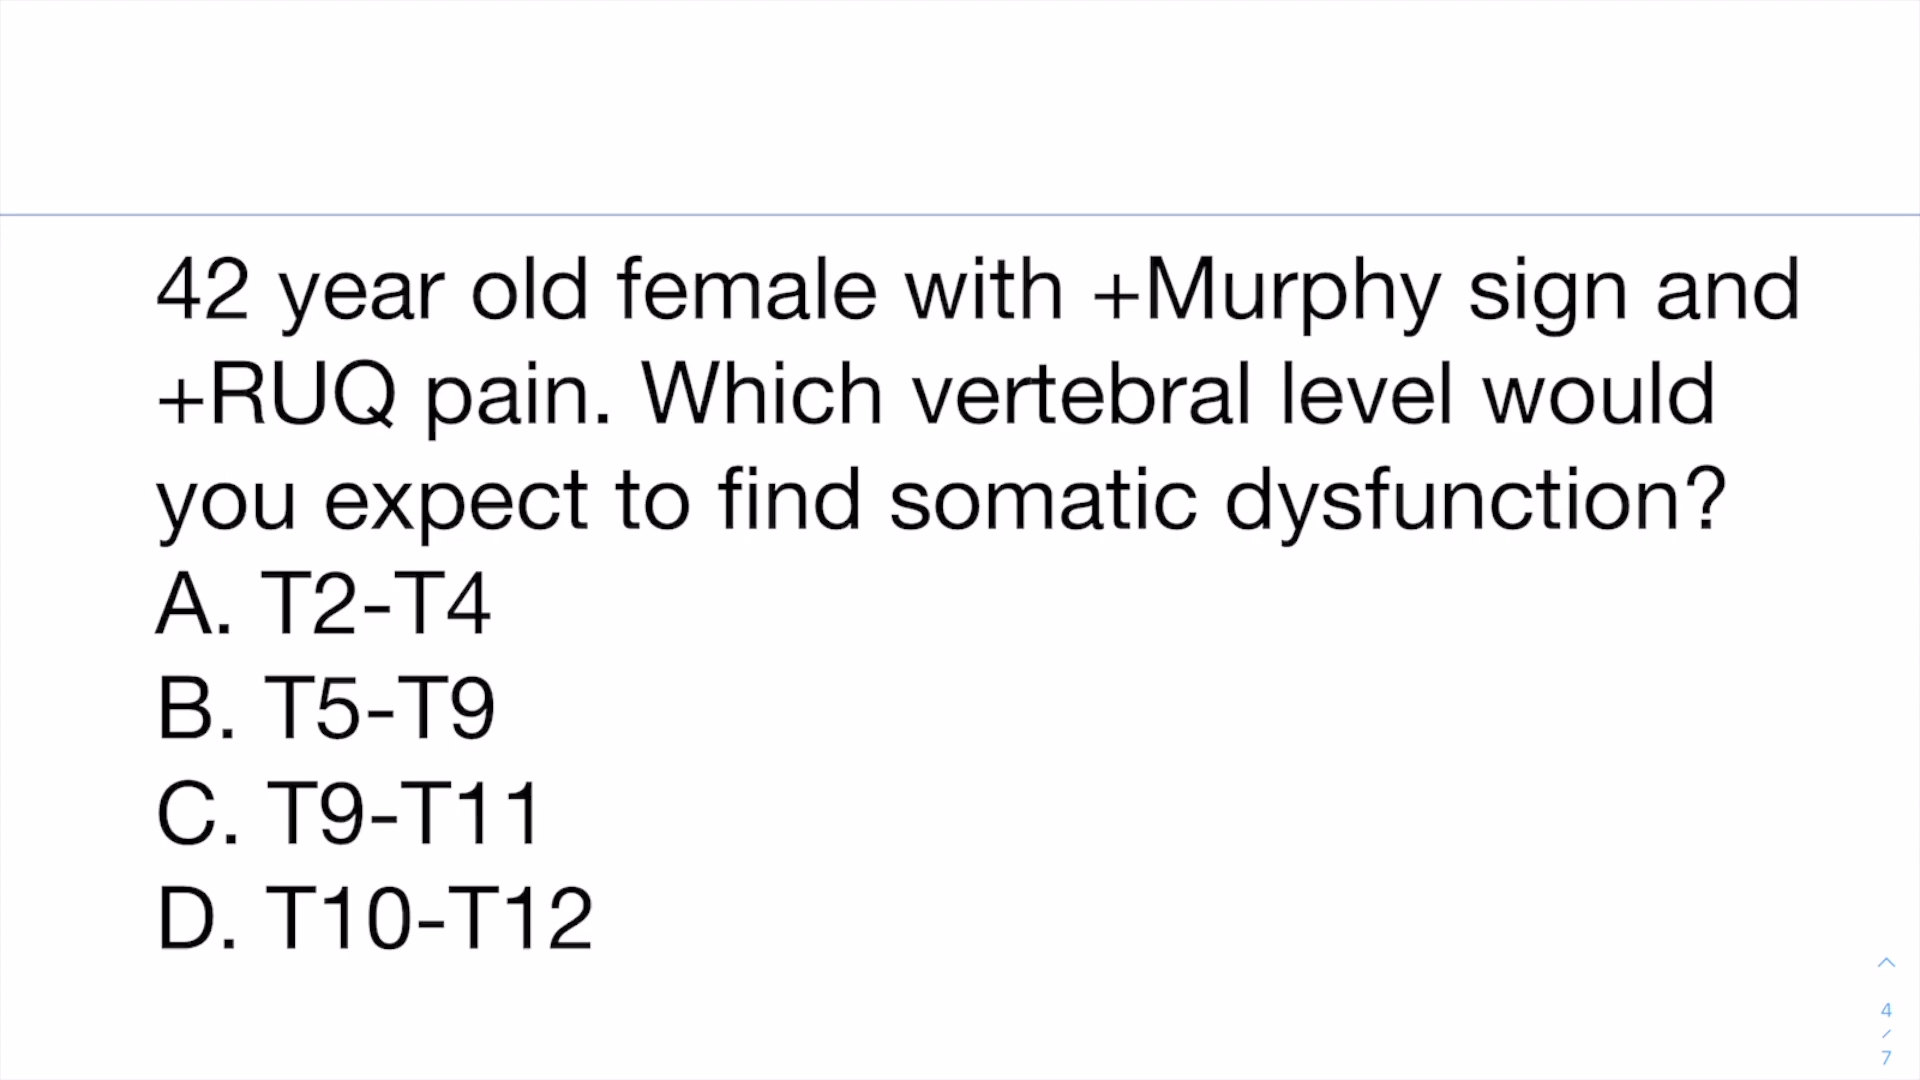 42 year old female with +Murphy sign and
+RUQ pain. Which vertebral level would
you expect to find somatic dysfunction?
A. T2-T4
B. T5-T9
C. T9-T11
D. T10-T12
4
/
7